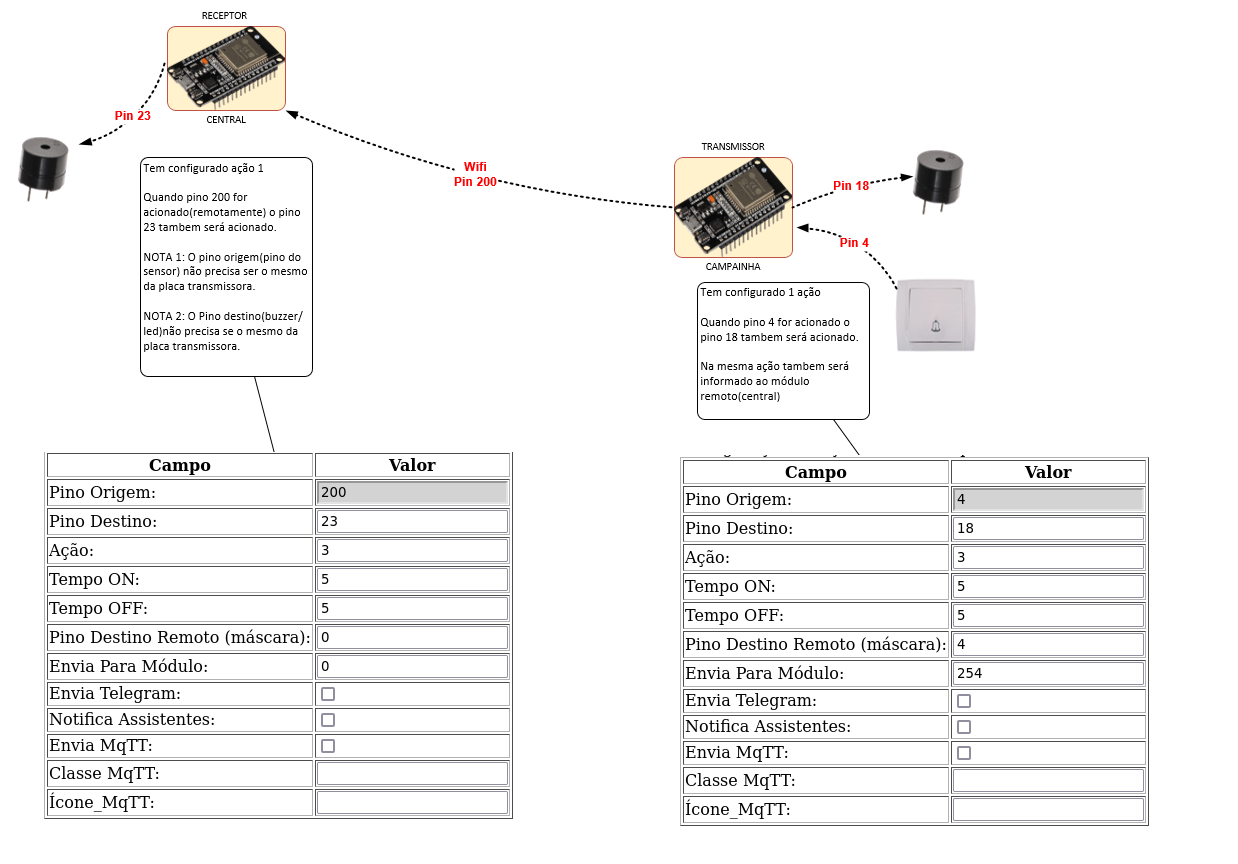 RECEPTOR
CENTRAL
Pin 23
Wifi
Pin 200
TRANSMISSOR
CAMPAINHA
Pin 18
Pin 4
Tem configurado ação 1
Quando pino 200 for
acionado(remotamente) o pino
23 tambem será acionado.
NOTA 1: O pino origem(pino do
sensor) não precisa ser o mesmo
da placa transmissora.
NOTA 2: O Pino destino(buzzer/
led)não precisa se o mesmo da
placa transmissora.
Tem configurado 1 ação
Quando pino 4 for acionado o
pino 18 tambem será acionado.
Na mesma ação tambem será
informado ao módulo
remoto(central)
Campo Valor
Pino Origem: 200
Pino Destino: 23
Ação: 3
Tempo ON: 5
Tempo OFF: 5
Pino Destino Remoto (máscara): 0
Envia Para Módulo: 0
Envia Telegram:
Notifica Assistentes:
Envia MqTT:
Classe MqTT:
Ícone_MqTT:
Campo Valor
Pino Origem: 4
Pino Destino: 18
Ação: 3
Tempo ON: 5
Tempo OFF: 5
Pino Destino Remoto (máscara): 4
Envia Para Módulo: 254
Envia Telegram:
Notifica Assistentes:
Envia MqTT:
Classe MqTT:
Ícone_MqTT: